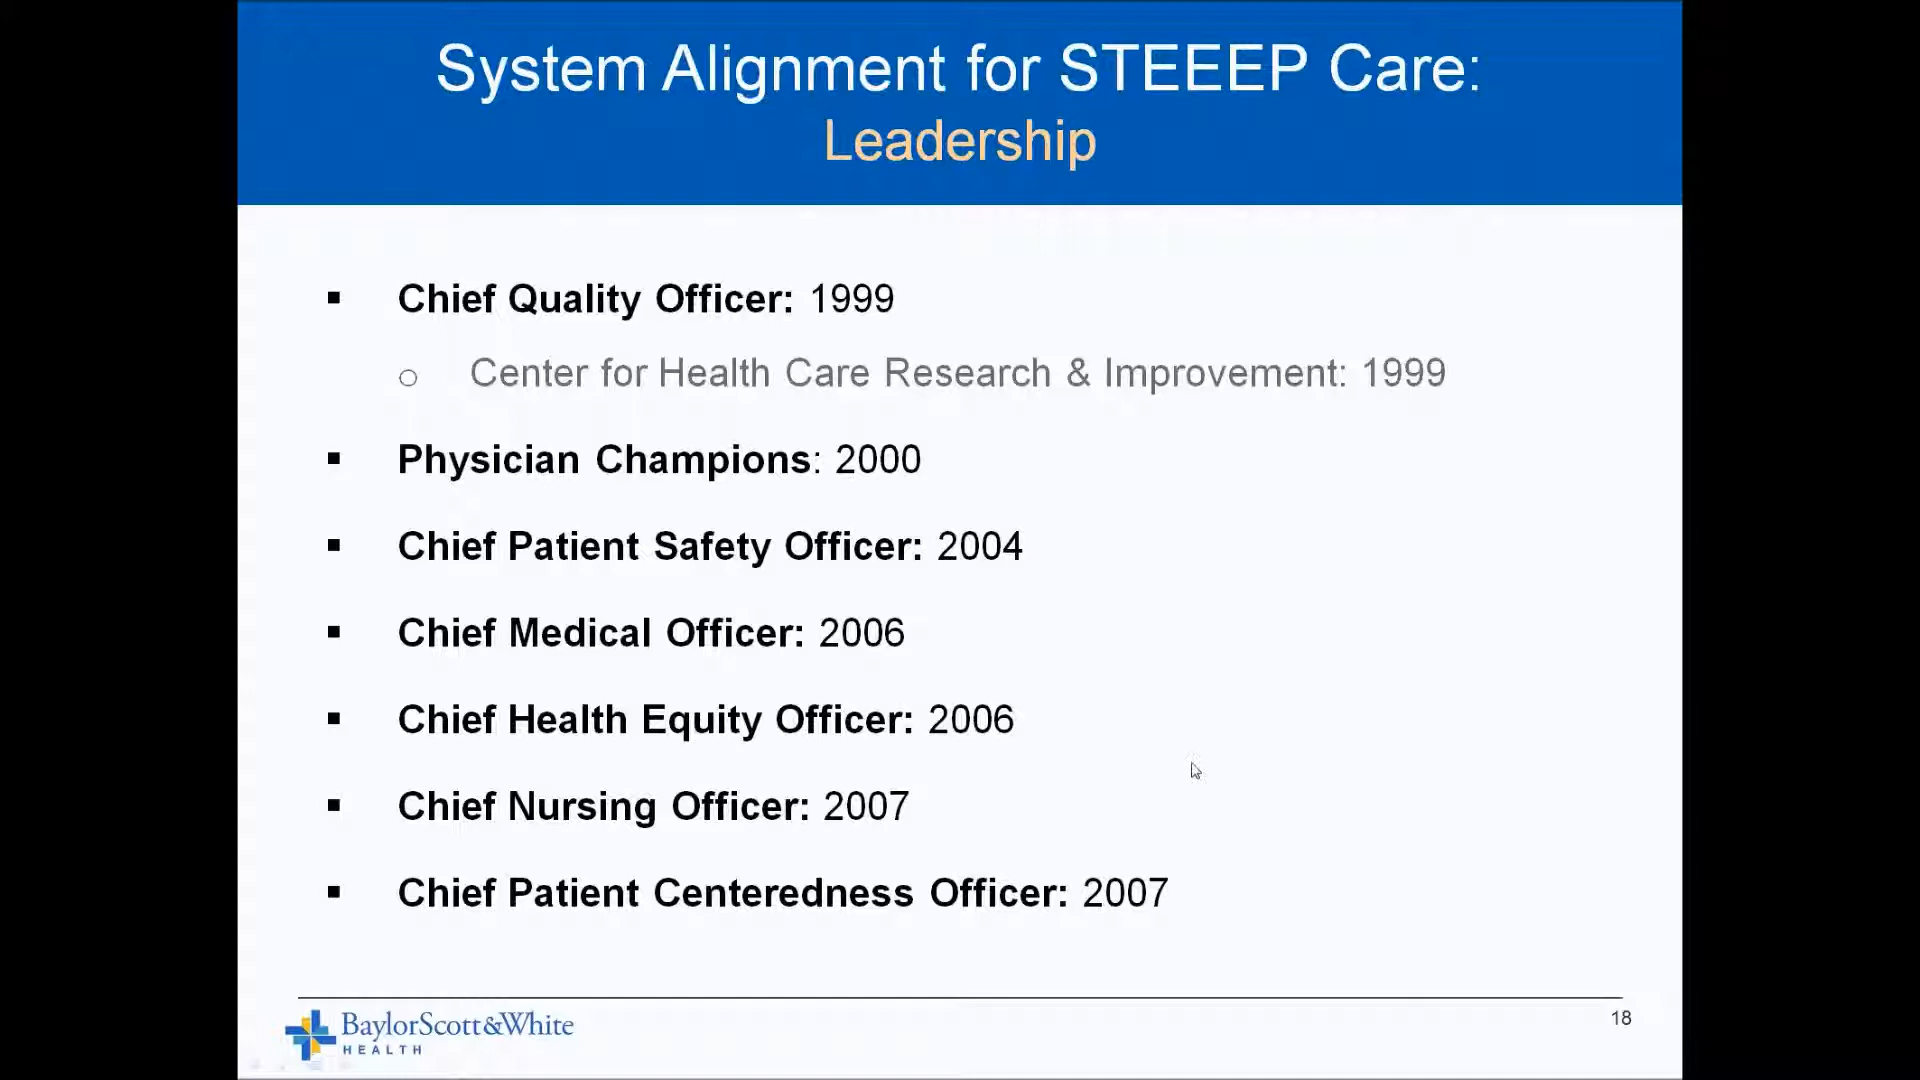 System Alignment for STEEEP Care:
Leadership
▪ Chief Quality Officer: 1999
o Center for Health Care Research & Improvement: 1999
▪ Physician Champions: 2000
▪ Chief Patient Safety Officer: 2004
▪ Chief Medical Officer: 2006
▪ Chief Health Equity Officer: 2006
▪ Chief Nursing Officer: 2007
▪ Chief Patient Centeredness Officer: 2007
BaylorScott&White
HEALTH
18